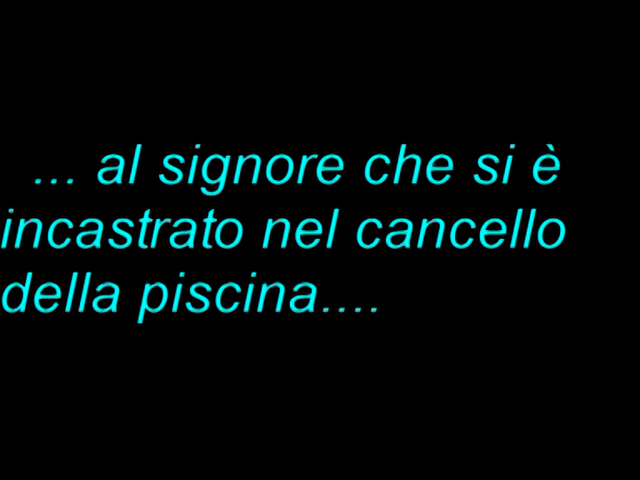 ... al signore che si è
incastrato nel cancello
della piscina....